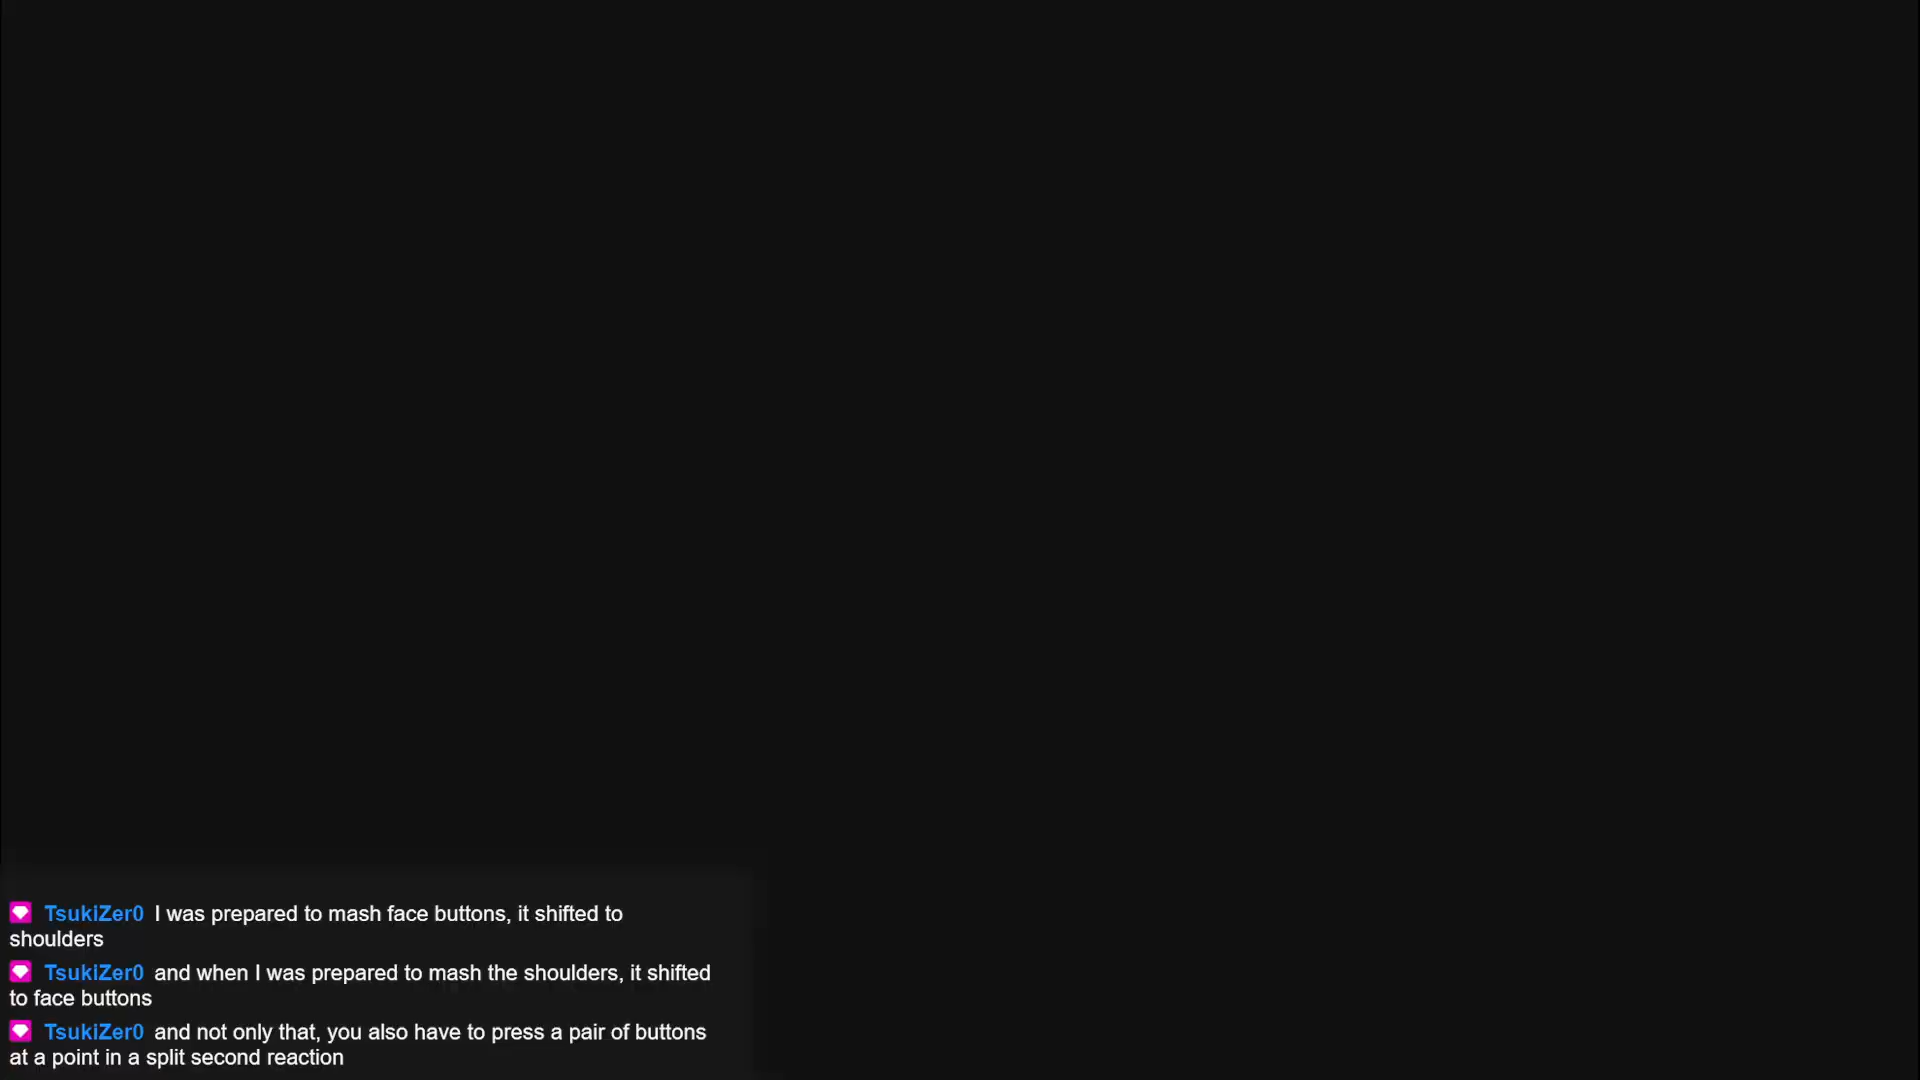 TsukiZer0 I was prepared to mash face buttons, it shifted to
shoulders
TsukiZer0 and when I was prepared to mash the shoulders, it shifted
to face buttons
TsukiZer0 and not only that, you also have to press a pair of buttons
at a point in a split second reaction